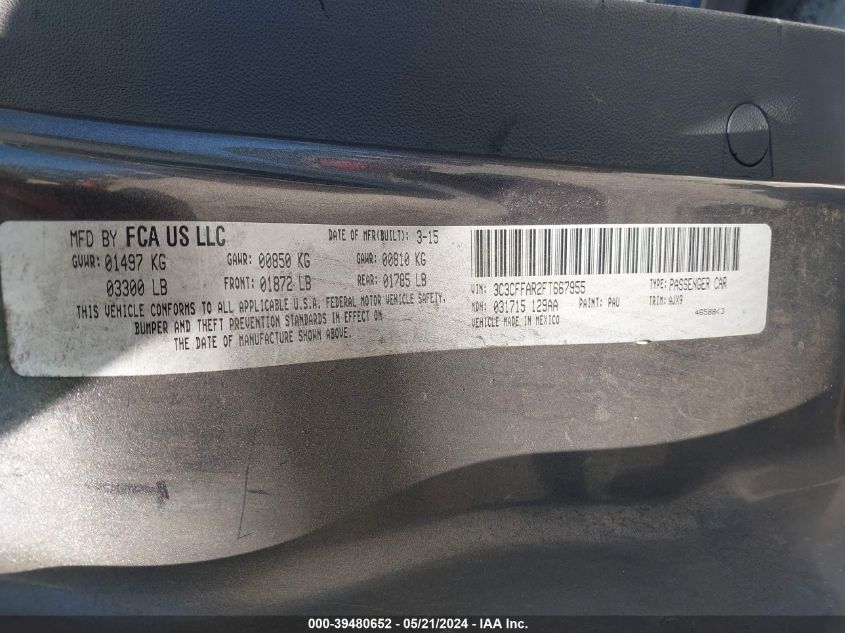 MFD BY FCA US LLC DATE OF MFR(BUILT): 3-15
GVWR: 01497 KG GAWR: 00850 KG GAWR: 00810 KG
03300 LB FRONT: 01872 LB REAR: 01785 LB
THIS VEHICLE CONFORMS TO ALL APPLICABLE U.S.A. FEDERAL MOTOR VEHICLE SAFETY,
BUMPER AND THEFT PREVENTION STANDARDS IN EFFECT ON
THE DATE OF MANUFACTURE SHOWN ABOVE.
VIN: 3C3CFFAR2FT667955 TYPE: PASSENGER CAR
MDH: 031715 129AA PAINT: PAU TRIM: AJX9
VEHICLE MADE IN MEXICO
000-39480652 / 05/21/2024 - IAA Inc.